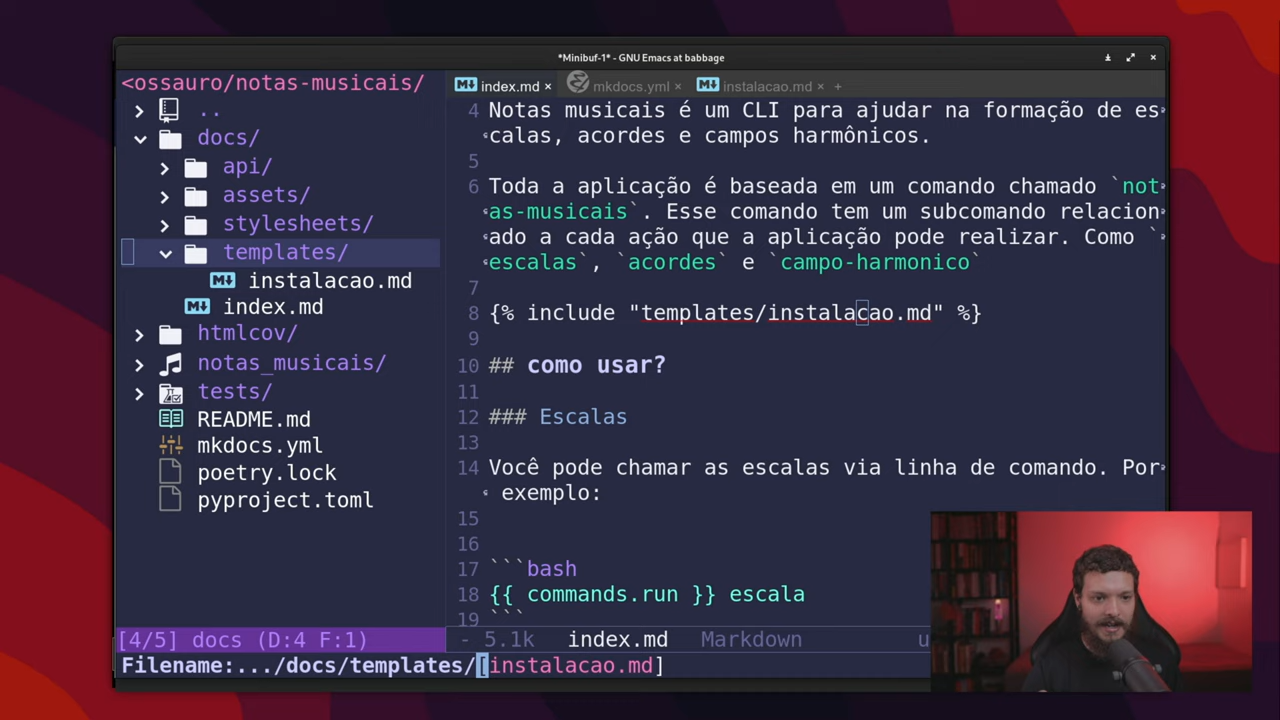 *Minibuf-1* - GNU Emacs at babbage
<ossauro/notas-musicais/
..
docs/
api/
assets/
stylesheets/
templates/
instalacao.md
index.md
htmlcov/
notas_musicais/
tests/
README.md
mkdocs.yml
poetry.lock
pyproject.toml
[4/5] docs (D:4 F:1)
index.md × mkdocs.yml × instalacao.md × +
4 Notas musicais é um CLI para ajudar na formação de es
calas, acordes e campos harmônicos.
5
6 Toda a aplicação é baseada em um comando chamado `not
as-musicais`. Esse comando tem um subcomando relacion
ado a cada ação que a aplicação pode realizar. Como `
escalas`, `acordes` e `campo-harmonico`
7
8 {% include "templates/instalacao.md" %}
9
10 ## como usar?
11
12 ### Escalas
13
14 Você pode chamar as escalas via linha de comando. Por
exemplo:
15
16
17 ```bash
18 {{ commands.run }} escala
19 ```
- 5.1k index.md Markdown u
Filename:.../docs/templates/[instalacao.md]